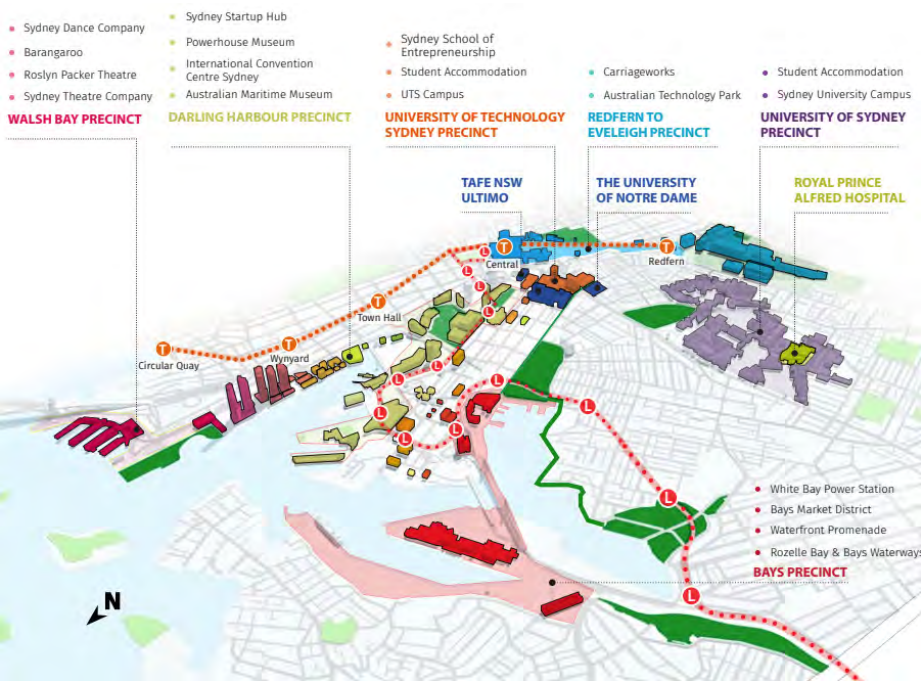 Sydney Dance Company
Barangaroo
Roslyn Packer Theatre
Sydney Theatre Company
WALSH BAY PRECINCT
Sydney Startup Hub
Powerhouse Museum
International Convention
Centre Sydney
Australian Maritime Museum
DARLING HARBOUR PRECINCT
Sydney School of
Entrepreneurship
Student Accommodation
UTS Campus
UNIVERSITY OF TECHNOLOGY
SYDNEY PRECINCT
Carriageworks
Australian Technology Park
REDFERN TO
EVELEIGH PRECINCT
Student Accommodation
Sydney University Campus
UNIVERSITY OF SYDNEY
PRECINCT
TAFE NSW
ULTIMO
THE UNIVERSITY
OF NOTRE DAME
ROYAL PRINCE
ALFRED HOSPITAL
T
Central
T
Redfern
T
Town Hall
T
Wynyard
T
Circular Quay
L
L
L
L
L
L
L
L
L
L
L
L
L
White Bay Power Station
Bays Market District
Waterfront Promenade
Rozelle Bay & Bays Waterways
BAYS PRECINCT
N